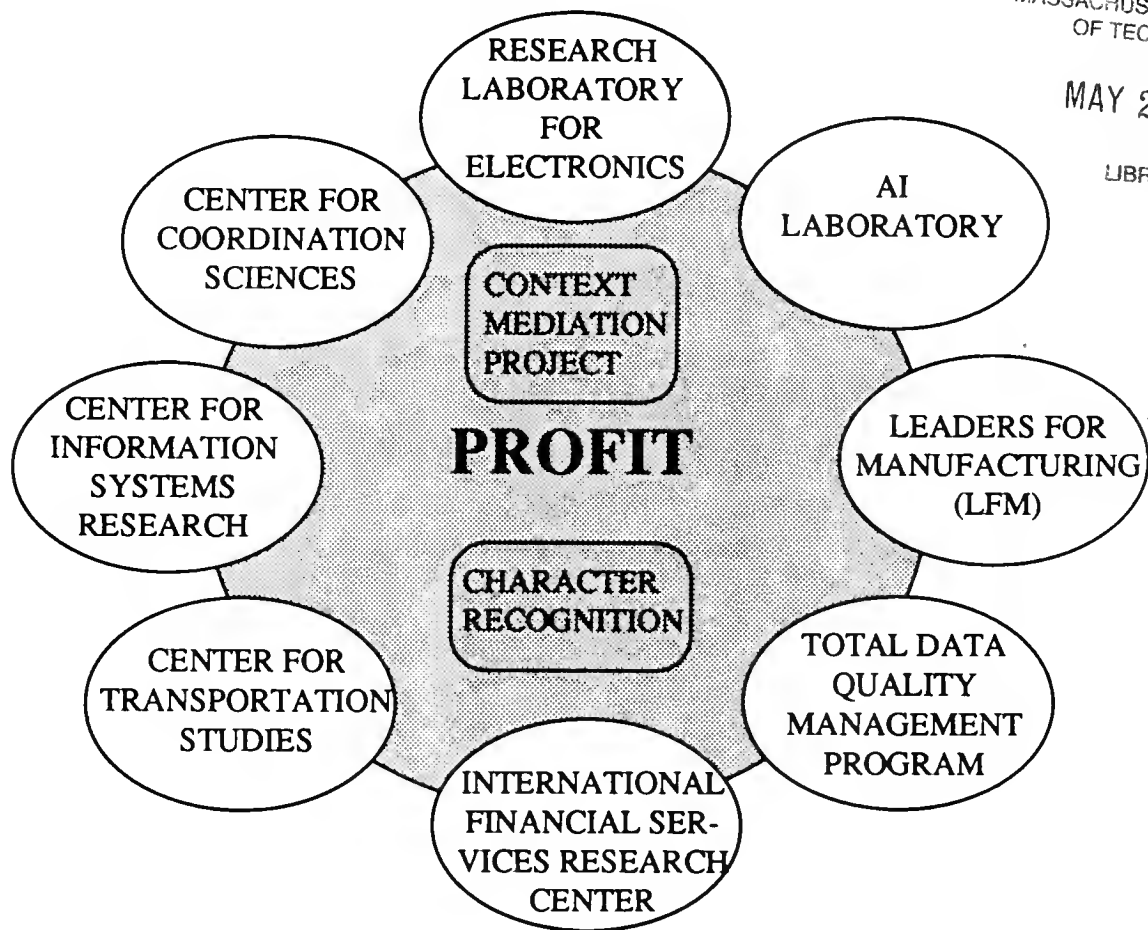 OF TEC
MAY 2
LIBR
RESEARCH
LABORATORY
FOR
ELECTRONICS
AI
LABORATORY
CENTER FOR
COORDINATION
SCIENCES
CONTEXT
MEDIATION
PROJECT
PROFIT
LEADERS FOR
MANUFACTURING
(LFM)
CENTER FOR
INFORMATION
SYSTEMS
RESEARCH
CHARACTER
RECOGNITION
TOTAL DATA
QUALITY
MANAGEMENT
PROGRAM
CENTER FOR
TRANSPORTATION
STUDIES
INTERNATIONAL
FINANCIAL SER-
VICES RESEARCH
CENTER